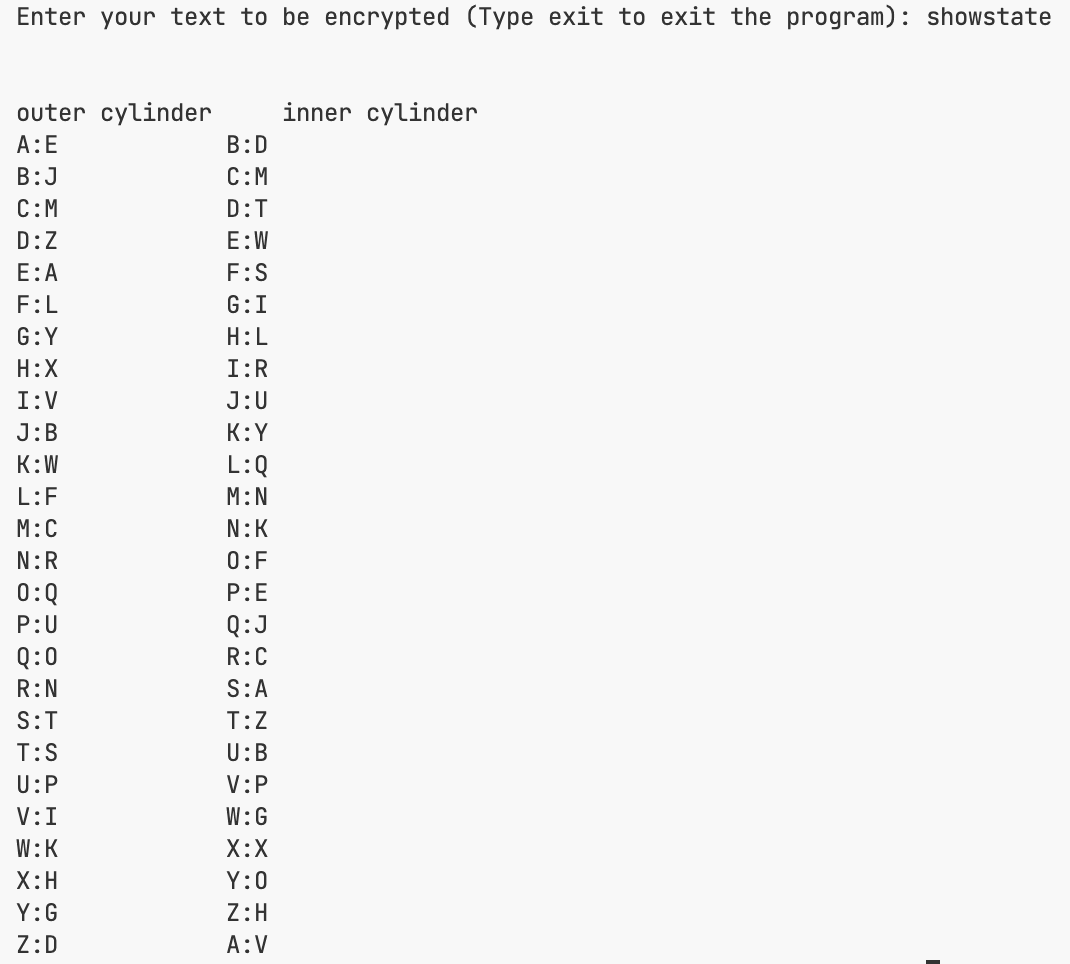 Enter your text to be encrypted (Type exit to exit the program): showstate
outer cylinder     inner cylinder
A:E            B:D
B:J            C:M
C:M            D:T
D:Z            E:W
E:A            F:S
F:L            G:I
G:Y            H:L
H:X            I:R
I:V            J:U
J:B            K:Y
K:W            L:Q
L:F            M:N
M:C            N:K
N:R            O:F
O:Q            P:E
P:U            Q:J
Q:O            R:C
R:N            S:A
S:T            T:Z
T:S            U:B
U:P            V:P
V:I            W:G
W:K            X:X
X:H            Y:O
Y:G            Z:H
Z:D            A:V